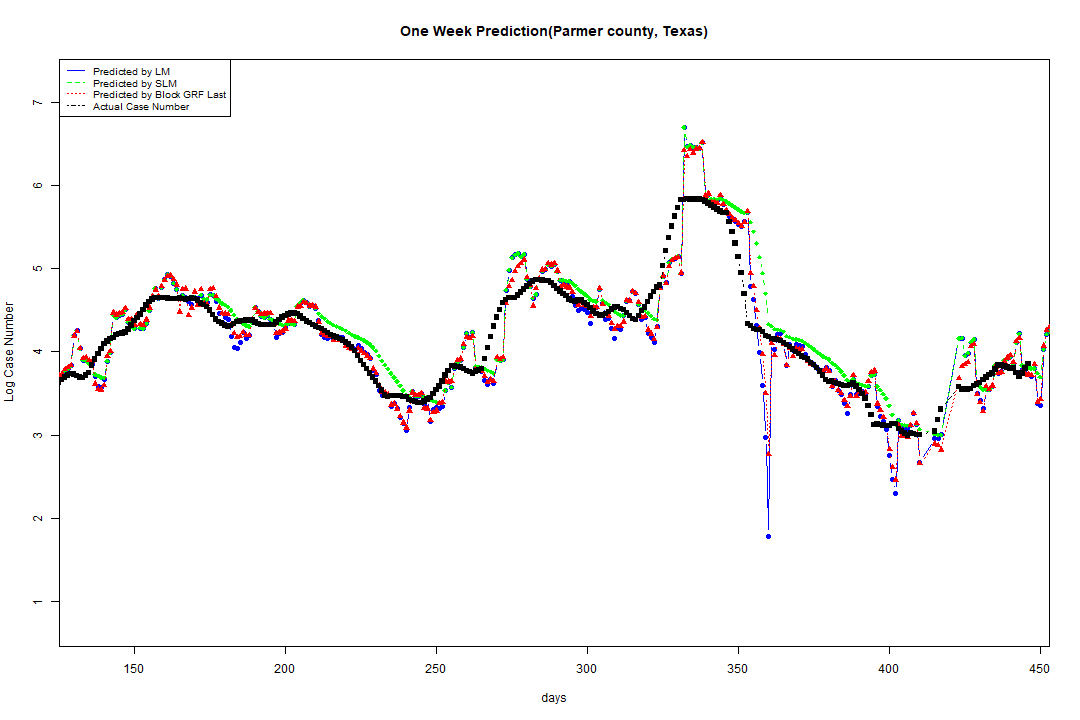 One Week Prediction(Parmer county, Texas)
Predicted by LM
Predicted by SLM
Predicted by Block GRF Last
Actual Case Number
7
6
5
4
3
2
1
Log Case Number
150 200 250 300 350 400 450
days